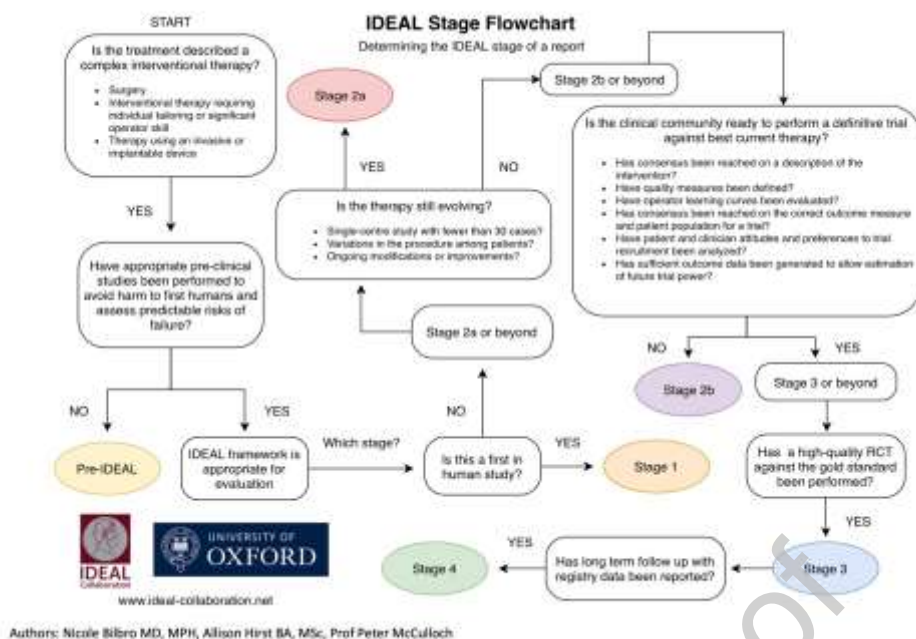 IDEAL Stage Flowchart
Determining the IDEAL stage of a report
START
Is the treatment described a
complex interventional therapy?
• Surgery
• Interventional therapy requiring
individual tailoring or significant
operator skill
• Therapy using an invasive or
implantable device
YES
Have appropriate pre-clinical
studies been performed to
avoid harm to first humans and
assess predictable risks of
failure?
NO
YES
Pre-IDEAL
IDEAL framework is
appropriate for
evaluation
Which stage?
Is this a first in
human study?
YES
Stage 1
NO
Stage 2a or beyond
Is the therapy still evolving?
• Single-centre study with fewer than 30 cases?
• Variations in the procedure among patients?
• Ongoing modifications or improvements?
YES
Stage 2a
NO
Stage 2b or beyond
Is the clinical community ready to perform a definitive trial
against best current therapy?
• Has consensus been reached on a description of the
intervention?
• Have quality measures been defined?
• Have operator learning curves been evaluated?
• Has consensus been reached on the correct outcome measure
and patient population for a trial?
• Have patient and clinician attitudes and preferences to trial
recruitment been analyzed?
• Has sufficient outcome data been generated to allow estimation
of future trial power?
NO
Stage 2b
YES
Stage 3 or beyond
Has a high-quality RCT
against the gold standard
been performed?
YES
Stage 3
Has long term follow up with
registry data been reported?
YES
Stage 4
IDEAL
Collaboration
UNIVERSITY OF
OXFORD
www.ideal-collaboration.net
Authors: Nicole Bilbro MD, MPH, Allison Hirst BA, MSc, Prof Peter McCulloch